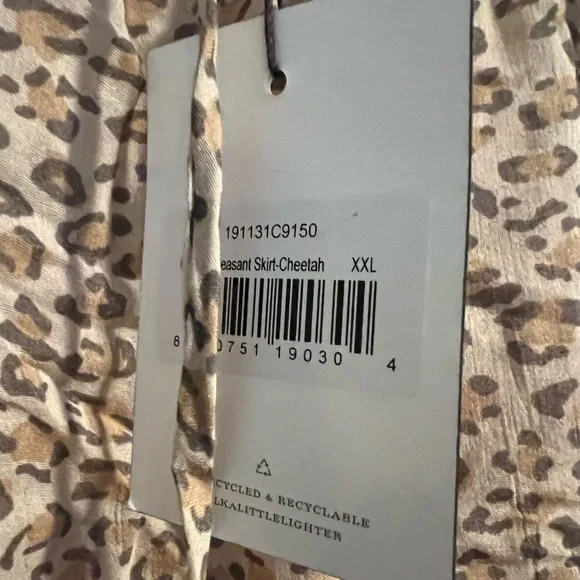 191131C9150
easant Skirt-Cheetah XXL
8 0751 19030 4
CYCLED & RECYCLABLE
LKALITTLELIGHTER